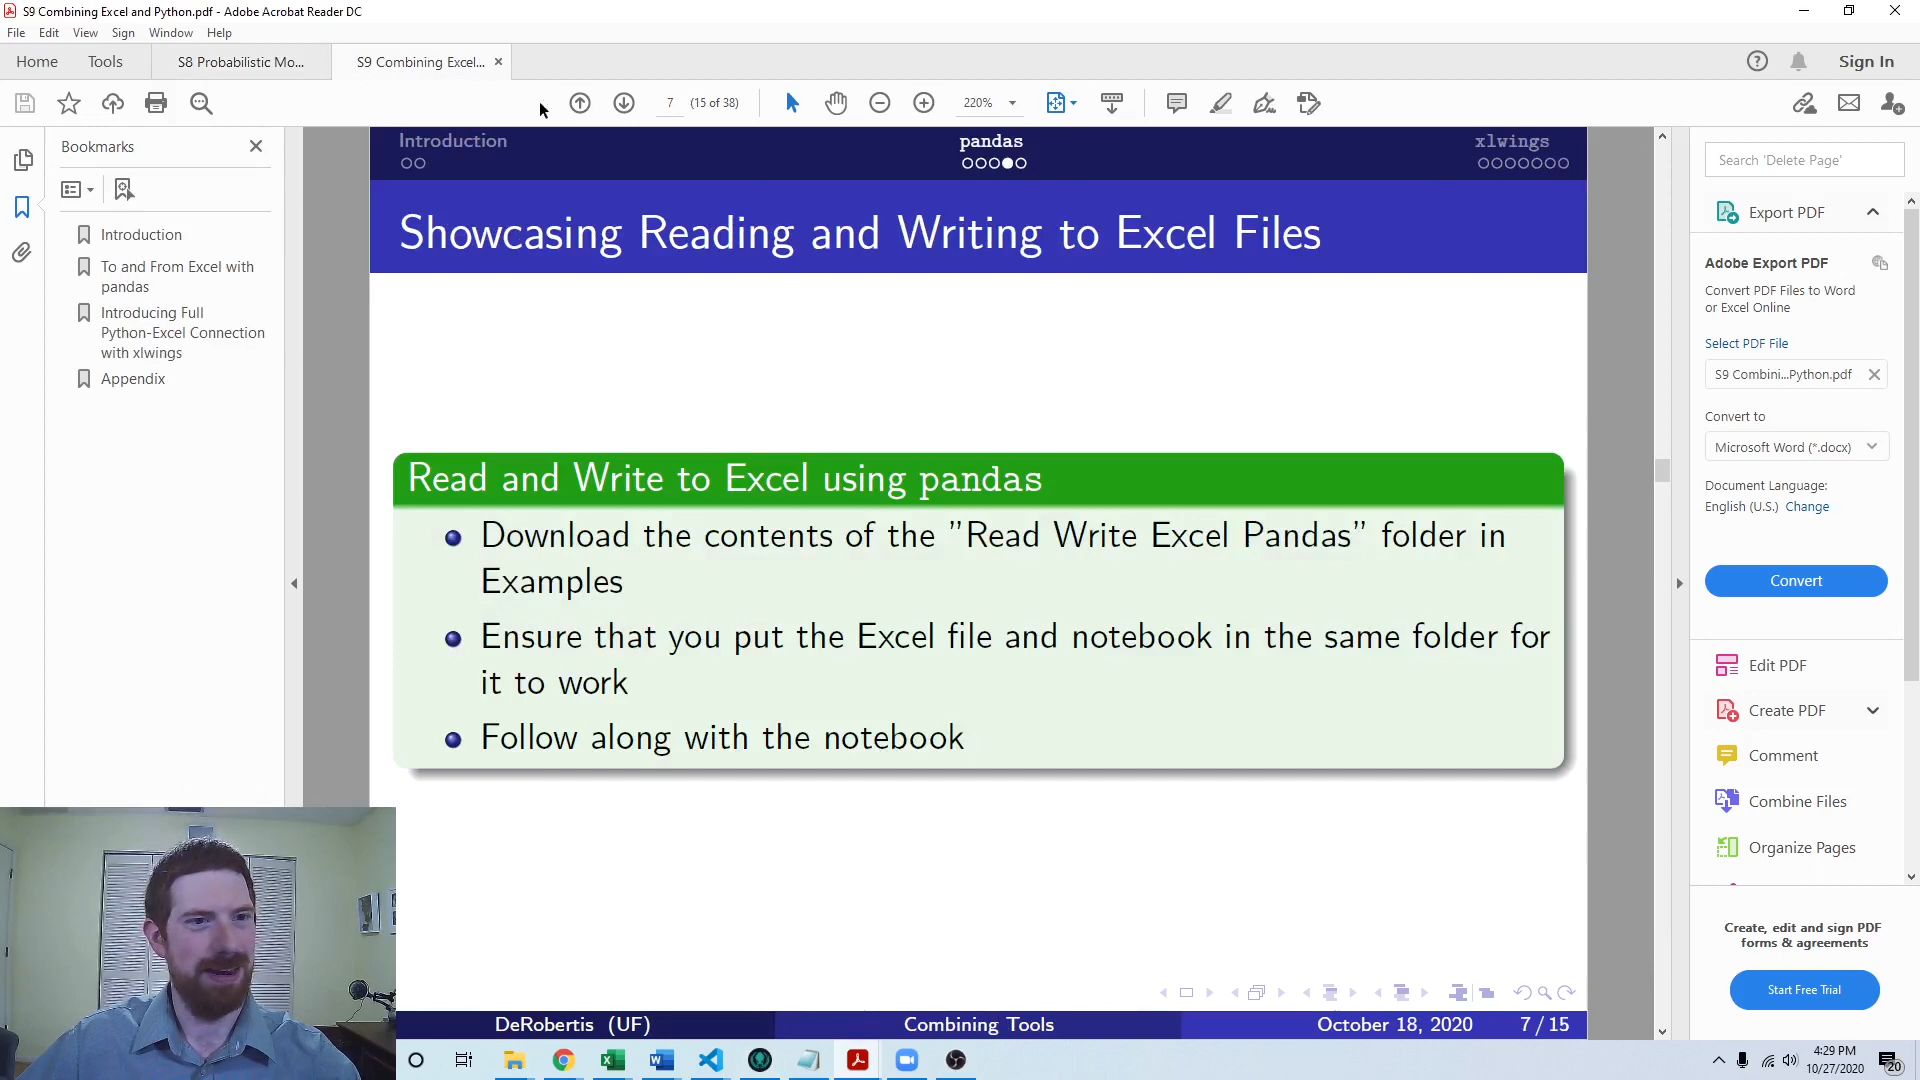 S9 Combining Excel and Python.pdf - Adobe Acrobat Reader DC
File Edit View Sign Window Help
Home Tools S8 Probabilistic Mo... S9 Combining Excel... Sign In
7 (15 of 38) 220%
Bookmarks
Introduction
To and From Excel with
pandas
Introducing Full
Python-Excel Connection
with xlwings
Appendix
Introduction pandas xlwings
Showcasing Reading and Writing to Excel Files
Read and Write to Excel using pandas
Download the contents of the ”Read Write Excel Pandas” folder in
Examples
Ensure that you put the Excel file and notebook in the same folder for
it to work
Follow along with the notebook
DeRobertis (UF) Combining Tools October 18, 2020 7 / 15
Search 'Delete Page'
Export PDF
Adobe Export PDF
Convert PDF Files to Word
or Excel Online
Select PDF File
S9 Combini...Python.pdf
Convert to
Microsoft Word (*.docx)
Document Language:
English (U.S.) Change
Convert
Edit PDF
Create PDF
Comment
Combine Files
Organize Pages
Create, edit and sign PDF
forms & agreements
Start Free Trial
4:29 PM
10/27/2020
20